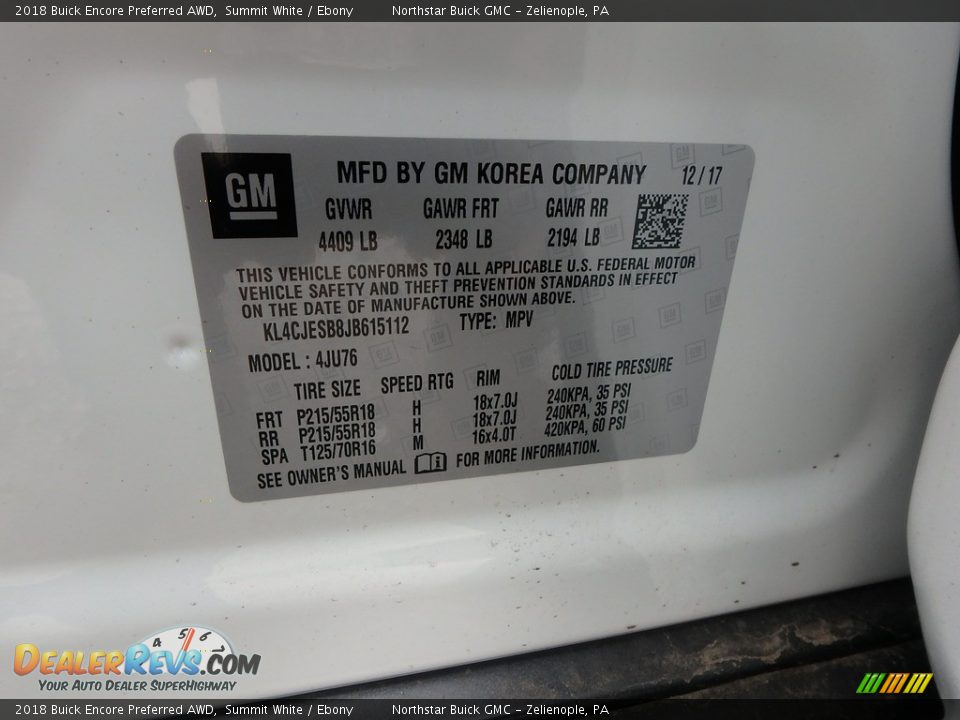 2018 Buick Encore Preferred AWD, Summit White / Ebony Northstar Buick GMC - Zelienople, PA
GM
MFD BY GM KOREA COMPANY 12/17
GVWR GAWR FRT GAWR RR
4409 LB 2348 LB 2194 LB
THIS VEHICLE CONFORMS TO ALL APPLICABLE U.S. FEDERAL MOTOR
VEHICLE SAFETY AND THEFT PREVENTION STANDARDS IN EFFECT
ON THE DATE OF MANUFACTURE SHOWN ABOVE.
KL4CJESB8JB615112 TYPE: MPV
MODEL : 4JU76
TIRE SIZE SPEED RTG RIM COLD TIRE PRESSURE
FRT P215/55R18 H 18x7.0J 240KPA, 35 PSI
RR P215/55R18 H 18x7.0J 240KPA, 35 PSI
SPA T125/70R16 M 16x4.0T 420KPA, 60 PSI
SEE OWNER'S MANUAL FOR MORE INFORMATION.
4 5 6 7
DEALERREVS.COM
YOUR AUTO DEALER SUPERHIGHWAY
2018 Buick Encore Preferred AWD, Summit White / Ebony Northstar Buick GMC - Zelienople, PA